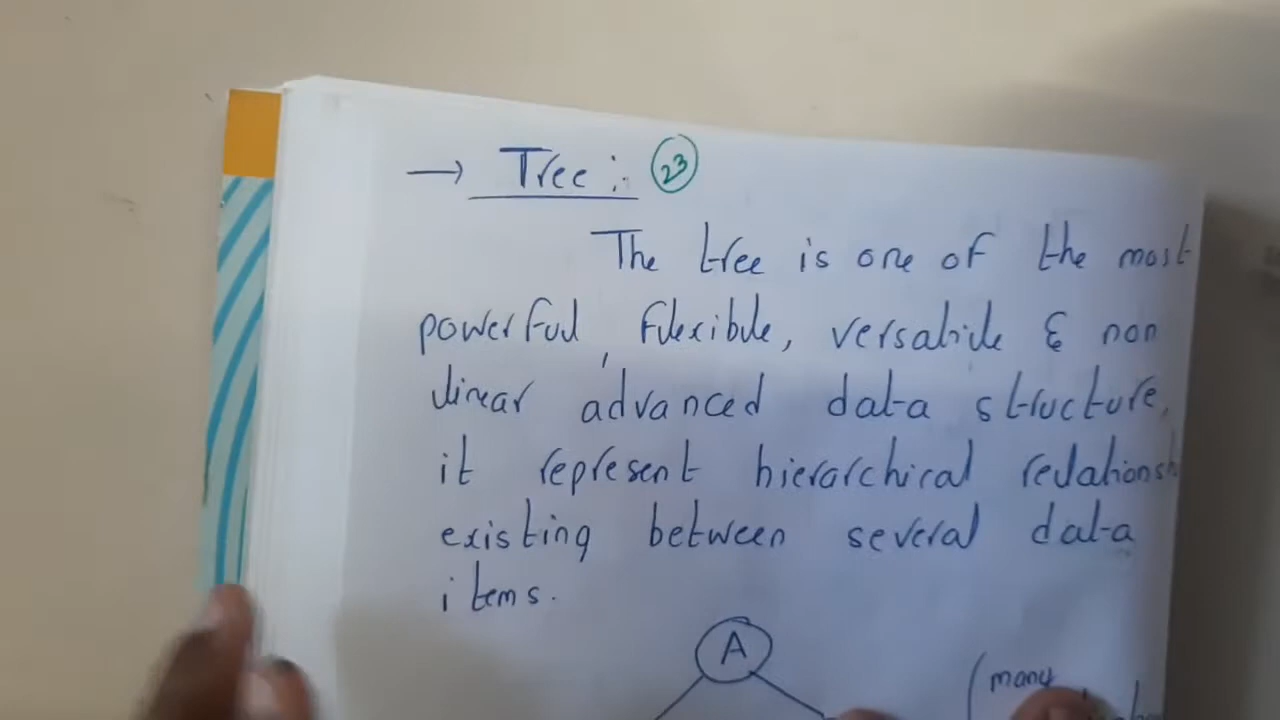 → Tree :- 23
The tree is one of the most
powerful, flexible, versatile & non
linear advanced data structure,
it represent hierarchical relationsh
existing between several data
items.
A
(many